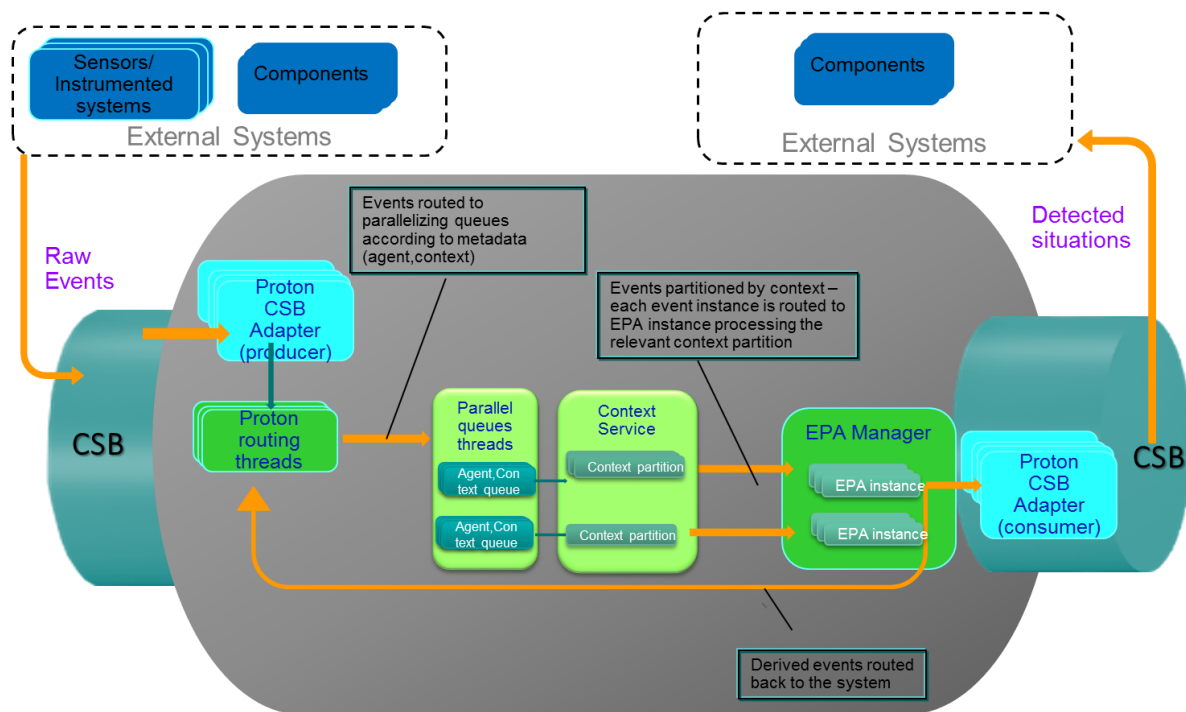 Sensors/
Instrumented
systems
Components
External Systems
Components
External Systems
Raw
Events
Events routed to
parallelizing queues
according to metadata
(agent,context)
Detected
situations
Events partitioned by context –
each event instance is routed to
EPA instance processing the
relevant context partition
Proton
CSB
Adapter
(producer)
CSB
Proton
routing
threads
Parallel
queues
threads
Agent,Con
text queue
Agent,Con
text queue
Context
Service
Context partition
Context partition
EPA Manager
EPA instance
EPA instance
Proton
CSB
Adapter
(consumer)
CSB
Derived events routed
back to the system